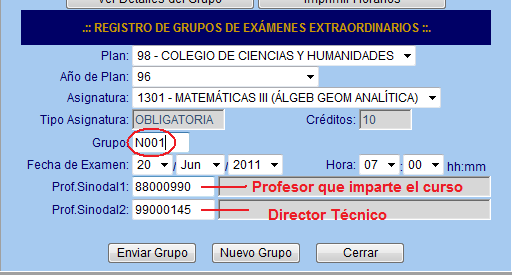 Ver Detalles del Grupo Imprimir Horarios
.:: REGISTRO DE GRUPOS DE EXÁMENES EXTRAORDINARIOS ::.
Plan: 98 - COLEGIO DE CIENCIAS Y HUMANIDADES
Año de Plan: 96
Asignatura: 1301 - MATEMÁTICAS III (ÁLGEB GEOM ANALÍTICA)
Tipo Asignatura: OBLIGATORIA Créditos: 10
Grupo: N001
Fecha de Examen: 20 / Jun / 2011 Hora: 07 : 00 hh:mm
Prof.Sinodal1: 88000990 Profesor que imparte el curso
Prof.Sinodal2: 99000145 Director Técnico
Enviar Grupo Nuevo Grupo Cerrar